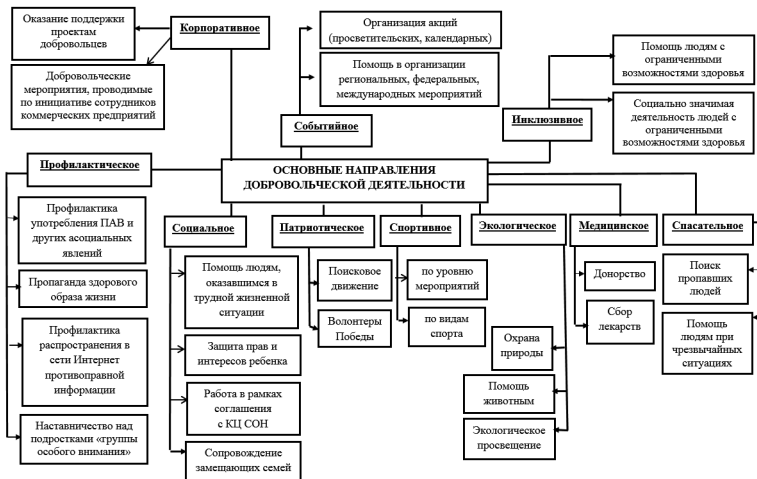 Оказание поддержки
проектам
добровольцев
Корпоративное
Добровольческие
мероприятия, проводимые
по инициативе сотрудников
коммерческих предприятий
Организация акций
(просветительских, календарных)
Помощь в организации
региональных, федеральных,
международных мероприятий
Событийное
Помощь людям с
ограниченными
возможностями здоровья
Социально значимая
деятельность людей с
ограниченными
возможностями здоровья
Инклюзивное
ОСНОВНЫЕ НАПРАВЛЕНИЯ
ДОБРОВОЛЬЧЕСКОЙ ДЕЯТЕЛЬНОСТИ
Профилактическое
Профилактика
употребления ПАВ и
других асоциальных
явлений
Пропаганда здорового
образа жизни
Профилактика
распространения в
сети Интернет
противоправной
информации
Наставничество над
подростками «группы
особого внимания»
Социальное
Помощь людям,
оказавшимся в
трудной жизненной
ситуации
Защита прав и
интересов ребенка
Работа в рамках
соглашения
с КЦ СОН
Сопровождение
замещающих семей
Патриотическое
Поисковое
движение
Волонтеры
Победы
Спортивное
по уровню
мероприятий
по видам
спорта
Экологическое
Охрана
природы
Помощь
животным
Экологическое
просвещение
Медицинское
Донорство
Сбор
лекарств
Спасательное
Поиск
пропавших
людей
Помощь
людям при
чрезвычайных
ситуациях